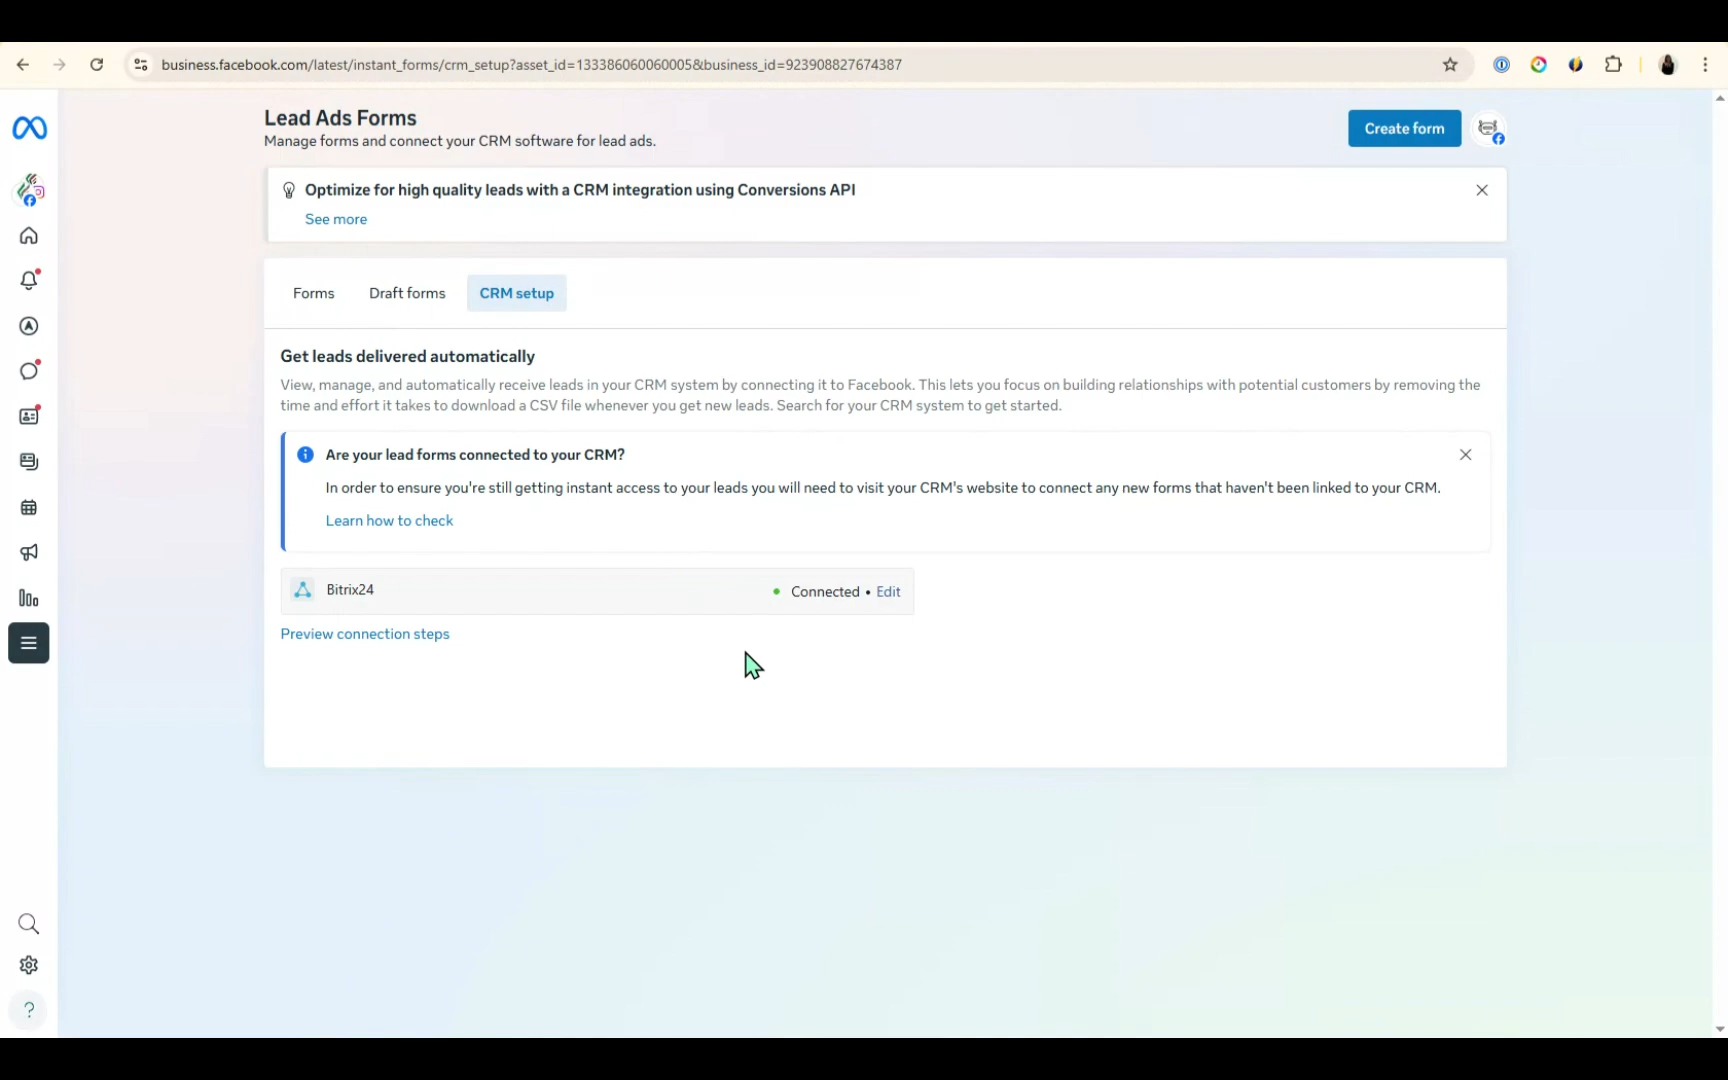 business.facebook.com/latest/instant_forms/crm_setup?asset_id=133386060060005&business_id=923908827674387
Lead Ads Forms
Manage forms and connect your CRM software for lead ads.
Create form
Optimize for high quality leads with a CRM integration using Conversions API
See more
Forms
Draft forms
CRM setup
Get leads delivered automatically
View, manage, and automatically receive leads in your CRM system by connecting it to Facebook. This lets you focus on building relationships with potential customers by removing the
time and effort it takes to download a CSV file whenever you get new leads. Search for your CRM system to get started.
Are your lead forms connected to your CRM?
In order to ensure you're still getting instant access to your leads you will need to visit your CRM's website to connect any new forms that haven't been linked to your CRM.
Learn how to check
Bitrix24
Connected • Edit
Preview connection steps